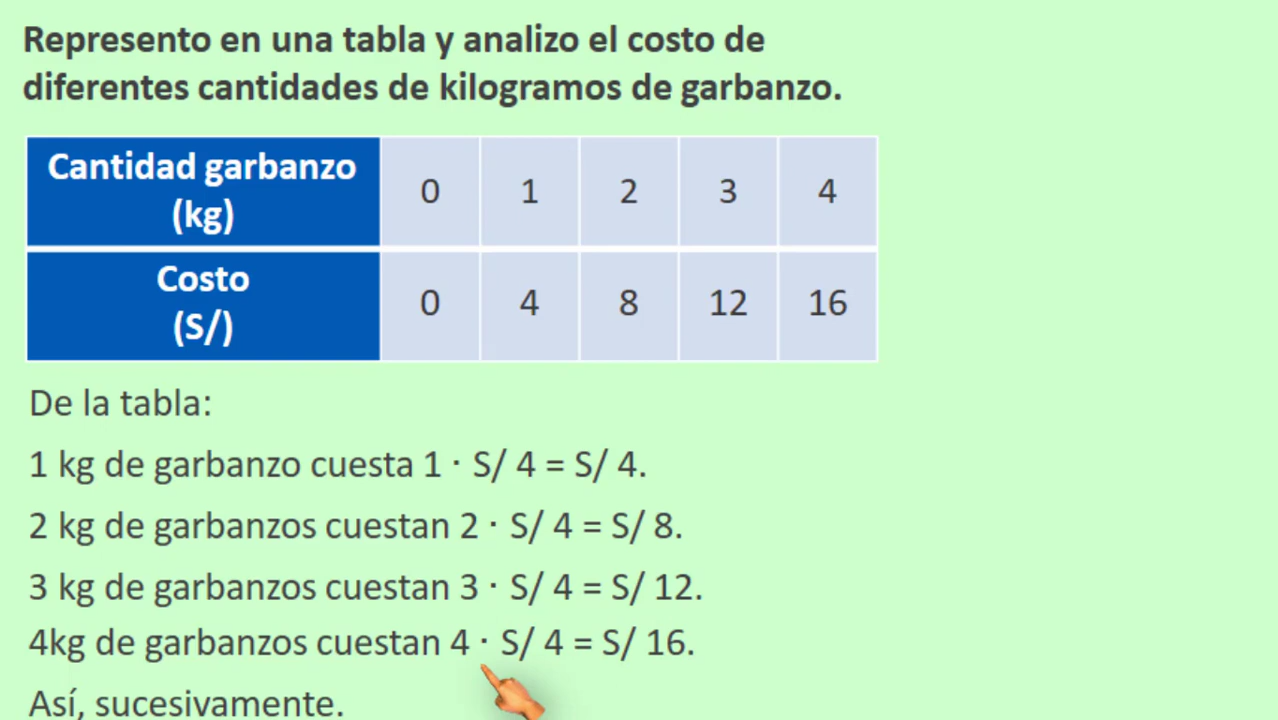 Represento en una tabla y analizo el costo de
diferentes cantidades de kilogramos de garbanzo.
Cantidad garbanzo
(kg)
0 1 2 3 4
Costo
(S/)
0 4 8 12 16
De la tabla:
1 kg de garbanzo cuesta 1 · S/ 4 = S/ 4.
2 kg de garbanzos cuestan 2 · S/ 4 = S/ 8.
3 kg de garbanzos cuestan 3 · S/ 4 = S/ 12.
4kg de garbanzos cuestan 4 · S/ 4 = S/ 16.
Así, sucesivamente.